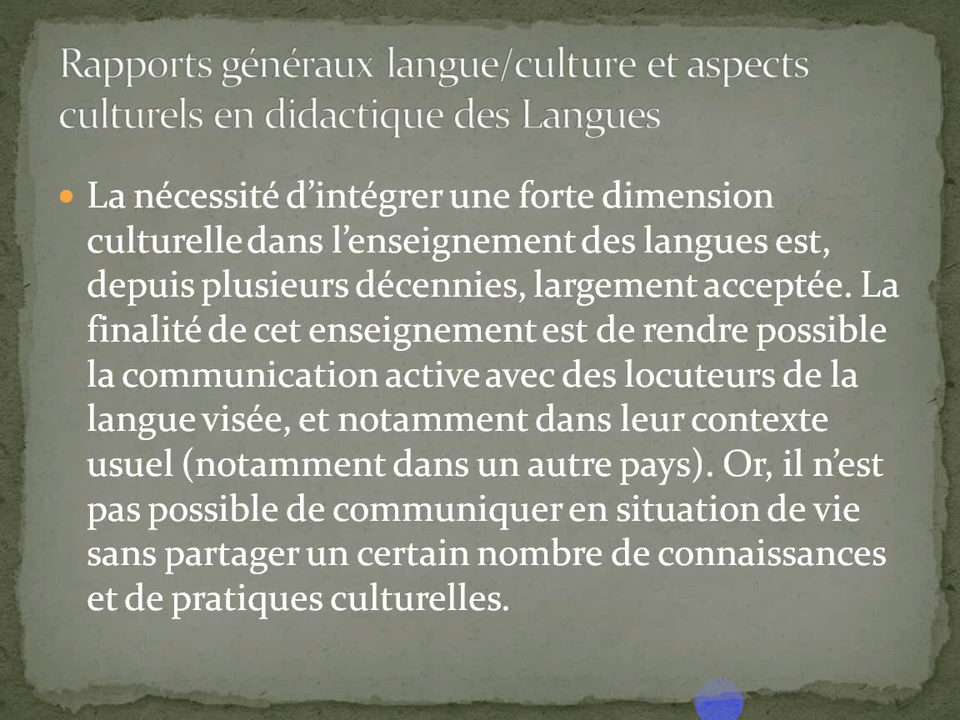 Rapports généraux langue/culture et aspects
culturels en didactique des Langues
La nécessité d’intégrer une forte dimension
culturelle dans l’enseignement des langues est,
depuis plusieurs décennies, largement acceptée. La
finalité de cet enseignement est de rendre possible
la communication active avec des locuteurs de la
langue visée, et notamment dans leur contexte
usuel (notamment dans un autre pays). Or, il n’est
pas possible de communiquer en situation de vie
sans partager un certain nombre de connaissances
et de pratiques culturelles.